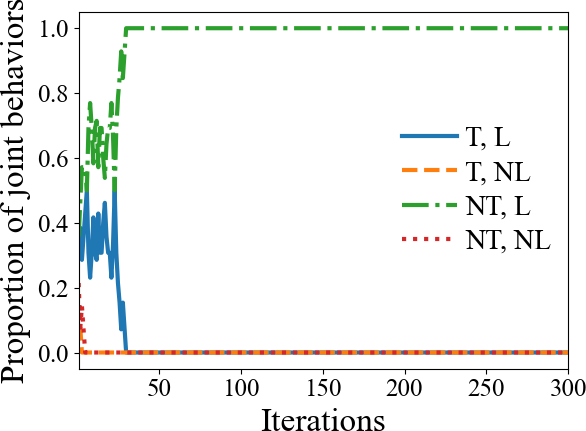 Proportion of joint behaviors
1.0
0.8
0.6
0.4
0.2
0.0
T, L
T, NL
NT, L
NT, NL
50 100 150 200 250 300
Iterations